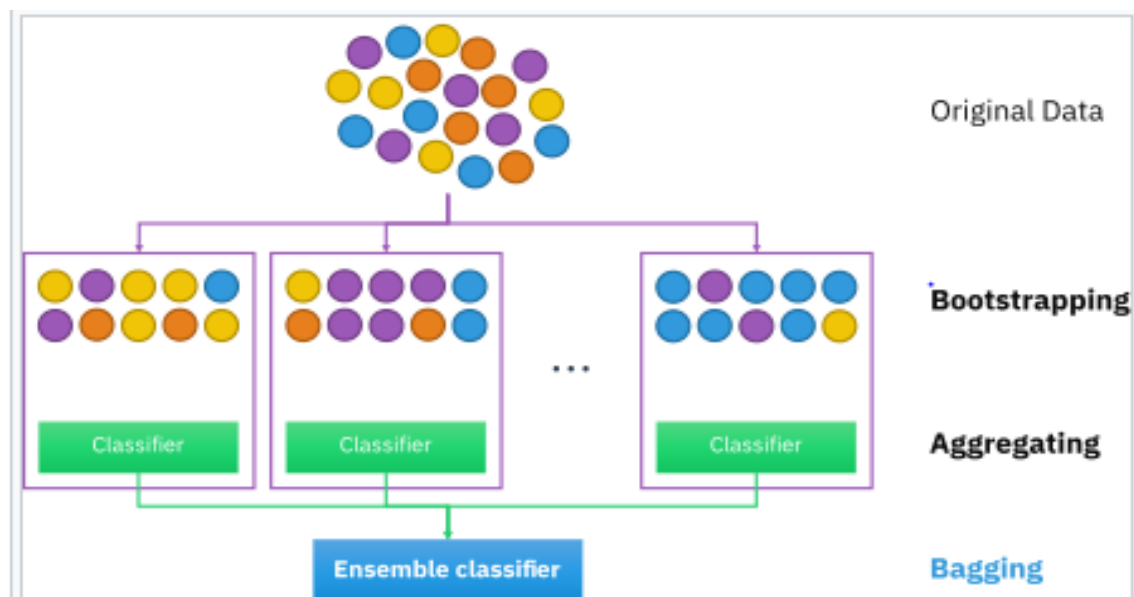 Original Data
Bootstrapping
...
Classifier Classifier Classifier
Aggregating
Ensemble classifier
Bagging